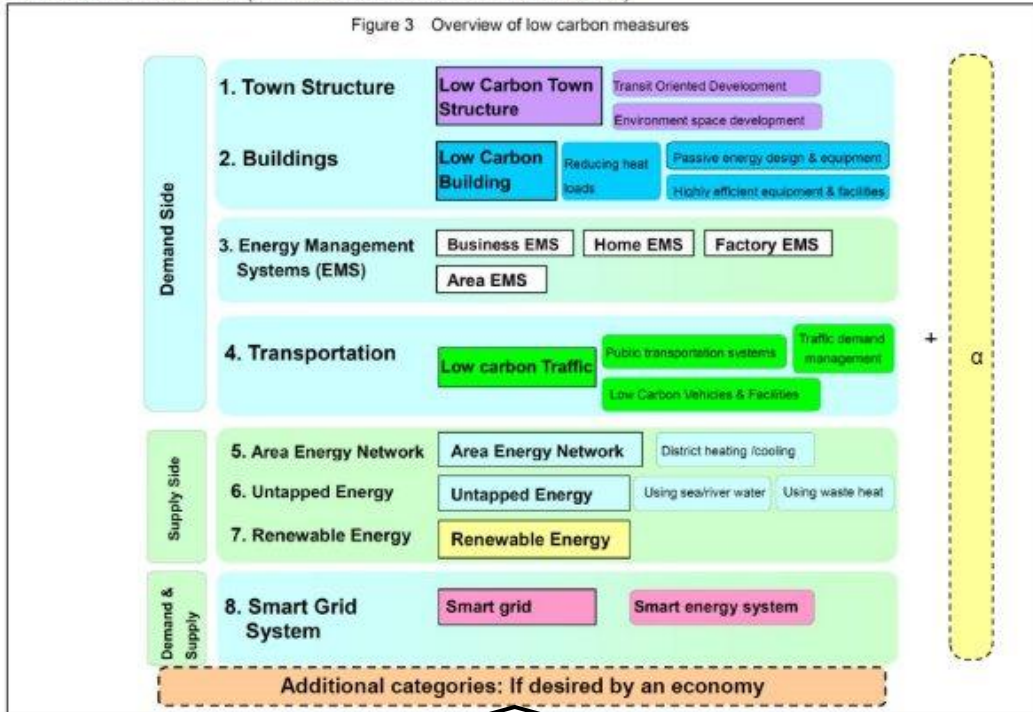 Figure 3 Overview of low carbon measures
Demand Side
1. Town Structure
Low Carbon Town
Structure
Transit Oriented Development
Environment space development
2. Buildings
Low Carbon
Building
Reducing heat
loads
Passive energy design & equipment
Highly efficient equipment & facilities
3. Energy Management
Systems (EMS)
Business EMS
Home EMS
Factory EMS
Area EMS
4. Transportation
Low carbon Traffic
Public transportation systems
Traffic demand
management
Low Carbon Vehicles & Facilities
Supply Side
5. Area Energy Network
Area Energy Network
District heating /cooling
6. Untapped Energy
Untapped Energy
Using sea/river water
Using waste heat
7. Renewable Energy
Renewable Energy
Demand &
Supply
8. Smart Grid
System
Smart grid
Smart energy system
+
α
Additional categories: If desired by an economy